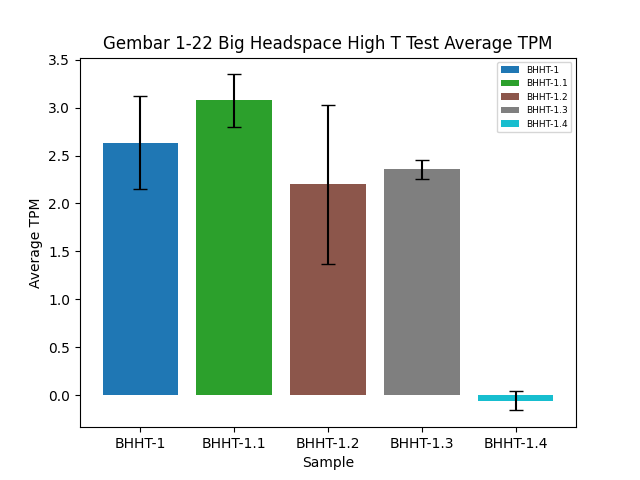 Gembar 1-22 Big Headspace High T Test Average TPM
3.5
3.0
2.5
2.0
1.5
1.0
0.5
0.0
Average TPM
BHHT-1
BHHT-1.1
BHHT-1.2
BHHT-1.3
BHHT-1.4
BHHT-1 BHHT-1.1 BHHT-1.2 BHHT-1.3 BHHT-1.4
Sample